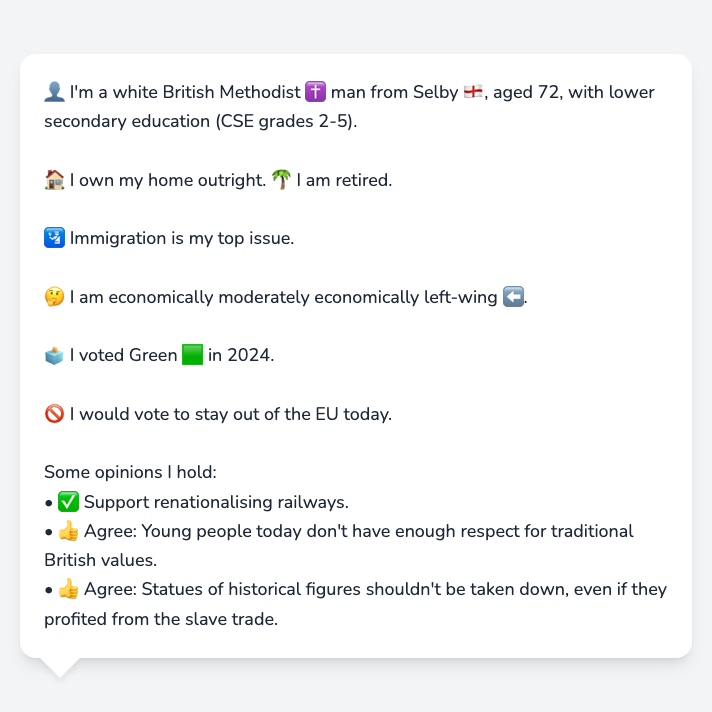 👤 I'm a white British Methodist ✝️ man from Selby 🏴󠁧󠁢󠁥󠁮󠁧󠁿, aged 72, with lower
secondary education (CSE grades 2-5).
🏠 I own my home outright. 🌴 I am retired.
🛂 Immigration is my top issue.
🤔 I am economically moderately economically left-wing ⬅️.
🗳️ I voted Green 🟩 in 2024.
🚫 I would vote to stay out of the EU today.
Some opinions I hold:
• ✅ Support renationalising railways.
• 👍 Agree: Young people today don't have enough respect for traditional
British values.
• 👍 Agree: Statues of historical figures shouldn't be taken down, even if they
profited from the slave trade.